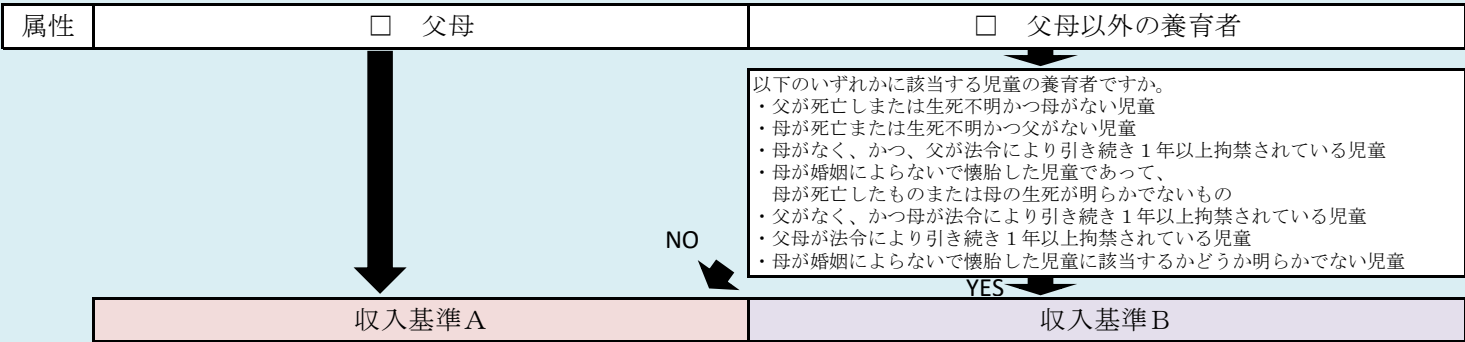 属性
□ 父母
□ 父母以外の養育者
以下のいずれかに該当する児童の養育者ですか。
・父が死亡しまたは生死不明かつ母がない児童
・母が死亡または生死不明かつ父がない児童
・母がなく、かつ、父が法令により引き続き１年以上拘禁されている児童
・母が婚姻によらないで懐胎した児童であって、
母が死亡したものまたは母の生死が明らかでないもの
・父がなく、かつ母が法令により引き続き１年以上拘禁されている児童
・父母が法令により引き続き１年以上拘禁されている児童
・母が婚姻によらないで懐胎した児童に該当するかどうか明らかでない児童
NO
YES
収入基準Ａ
収入基準Ｂ